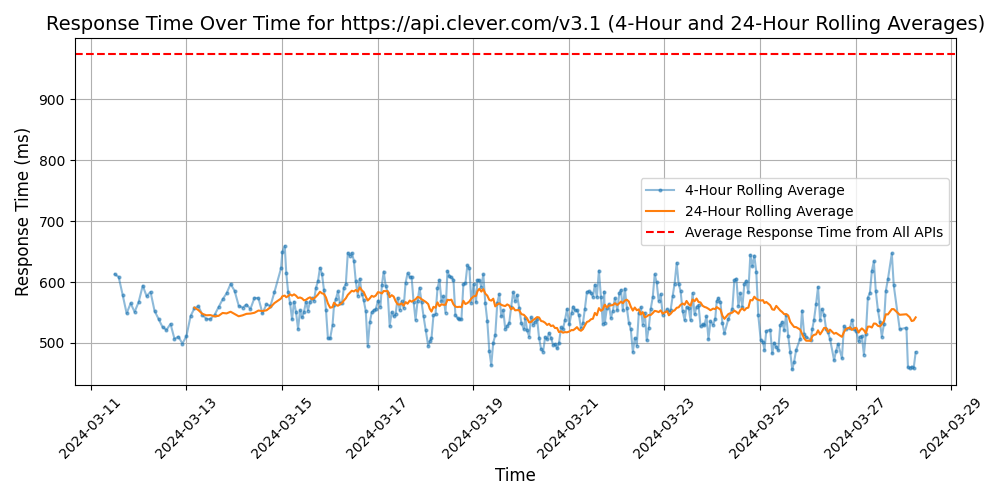 Response Time Over Time for https://api.clever.com/v3.1 (4-Hour and 24-Hour Rolling Averages)
Response Time (ms)
900
800
700
600
500
4-Hour Rolling Average
24-Hour Rolling Average
Average Response Time from All APIs
2024-03-11
2024-03-13
2024-03-15
2024-03-17
2024-03-19
2024-03-21
2024-03-23
2024-03-25
2024-03-27
2024-03-29
Time